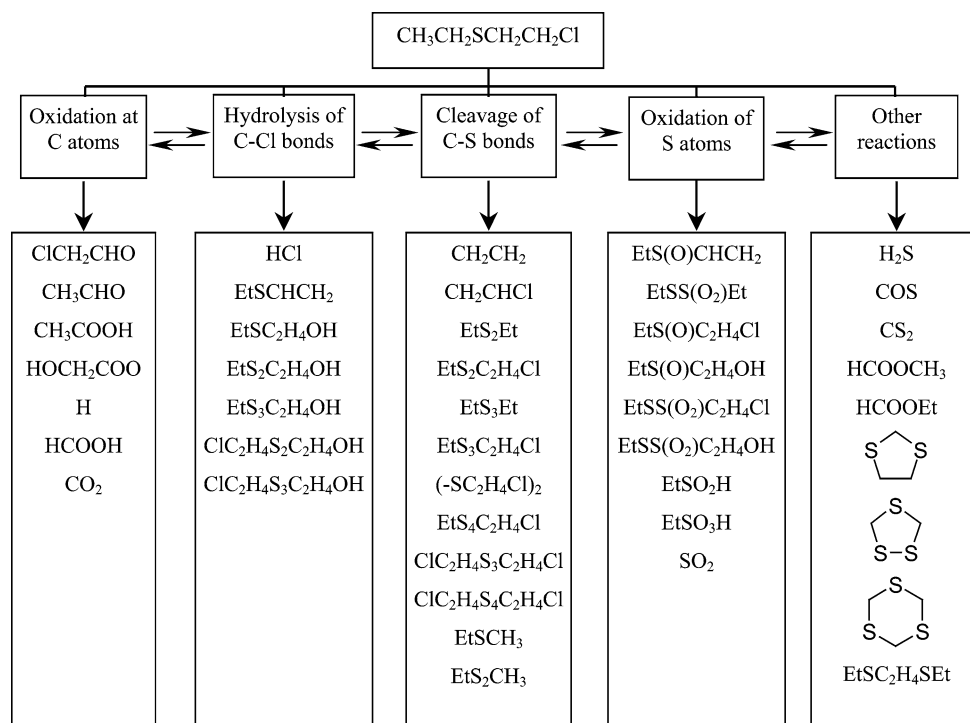 CH₃CH₂SCH₂CH₂Cl
Oxidation at
C atoms
Hydrolysis of
C-Cl bonds
Cleavage of
C-S bonds
Oxidation of
S atoms
Other
reactions
ClCH₂CHO
CH₃CHO
CH₃COOH
HOCH₂COO
H
HCOOH
CO₂
HCl
EtSCHCH₂
EtSC₂H₄OH
EtS₂C₂H₄OH
EtS₃C₂H₄OH
ClC₂H₄S₂C₂H₄OH
ClC₂H₄S₃C₂H₄OH
CH₂CH₂
CH₂CHCl
EtS₂Et
EtS₂C₂H₄Cl
EtS₃Et
EtS₃C₂H₄Cl
(-SC₂H₄Cl)₂
EtS₄C₂H₄Cl
ClC₂H₄S₃C₂H₄Cl
ClC₂H₄S₄C₂H₄Cl
EtSCH₃
EtS₂CH₃
EtS(O)CHCH₂
EtSS(O₂)Et
EtS(O)C₂H₄Cl
EtS(O)C₂H₄OH
EtSS(O₂)C₂H₄Cl
EtSS(O₂)C₂H₄OH
EtSO₂H
EtSO₃H
SO₂
H₂S
COS
CS₂
HCOOCH₃
HCOOEt
S S
S
S S
S
S S
EtSC₂H₄SEt